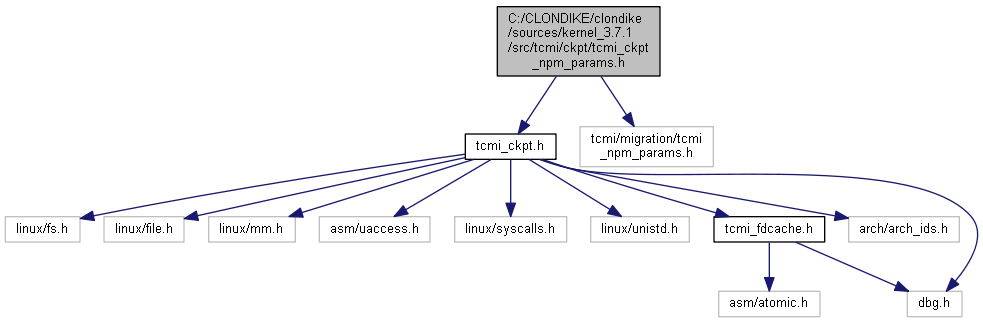 C:/CLONDIKE/clondike
/sources/kernel_3.7.1
/src/tcmi/ckpt/tcmi_ckpt
_npm_params.h
tcmi_ckpt.h
tcmi/migration/tcmi
_npm_params.h
linux/fs.h
linux/file.h
linux/mm.h
asm/uaccess.h
linux/syscalls.h
linux/unistd.h
tcmi_fdcache.h
arch/arch_ids.h
asm/atomic.h
dbg.h